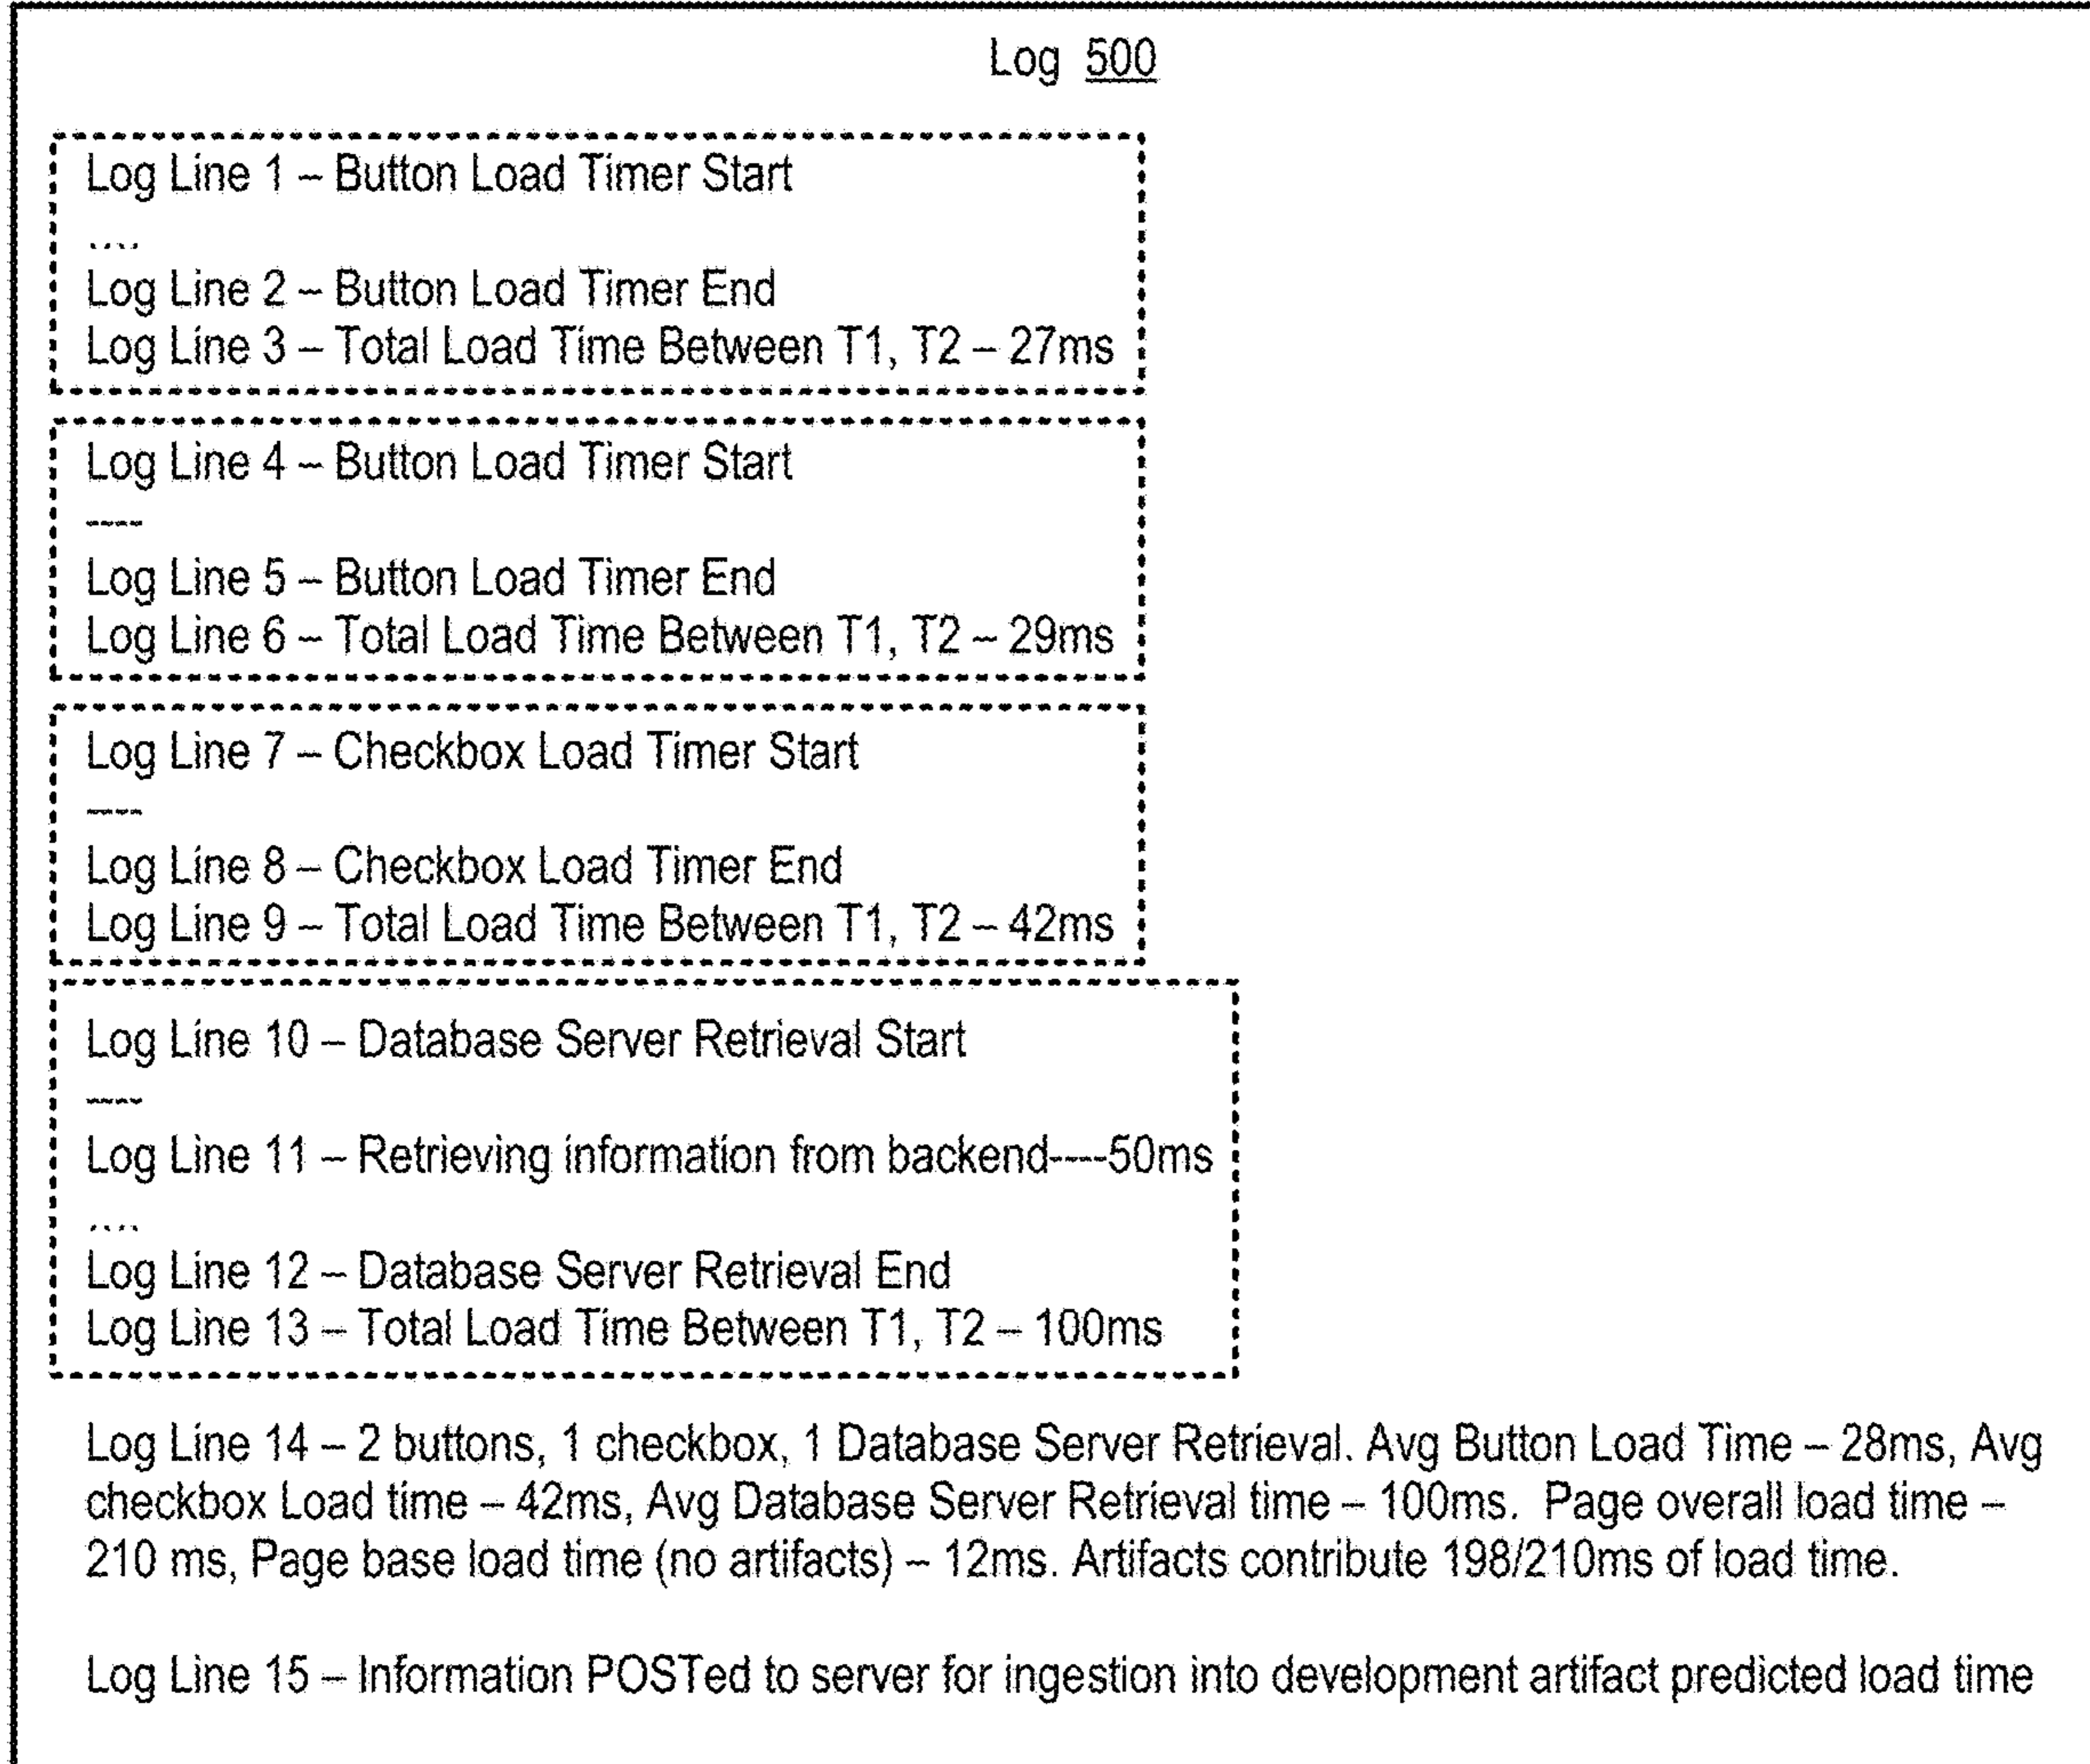 Log 500
Log Line 1 – Button Load Timer Start
....
Log Line 2 – Button Load Timer End
Log Line 3 – Total Load Time Between T1, T2 – 27ms
Log Line 4 – Button Load Timer Start
----
Log Line 5 – Button Load Timer End
Log Line 6 – Total Load Time Between T1, T2 – 29ms
Log Line 7 – Checkbox Load Timer Start
----
Log Line 8 – Checkbox Load Timer End
Log Line 9 – Total Load Time Between T1, T2 – 42ms
Log Line 10 – Database Server Retrieval Start
----
Log Line 11 – Retrieving information from backend----50ms
....
Log Line 12 – Database Server Retrieval End
Log Line 13 – Total Load Time Between T1, T2 – 100ms
Log Line 14 – 2 buttons, 1 checkbox, 1 Database Server Retrieval. Avg Button Load Time – 28ms, Avg
checkbox Load time – 42ms, Avg Database Server Retrieval time – 100ms. Page overall load time –
210 ms, Page base load time (no artifacts) – 12ms. Artifacts contribute 198/210ms of load time.
Log Line 15 – Information POSTed to server for ingestion into development artifact predicted load time